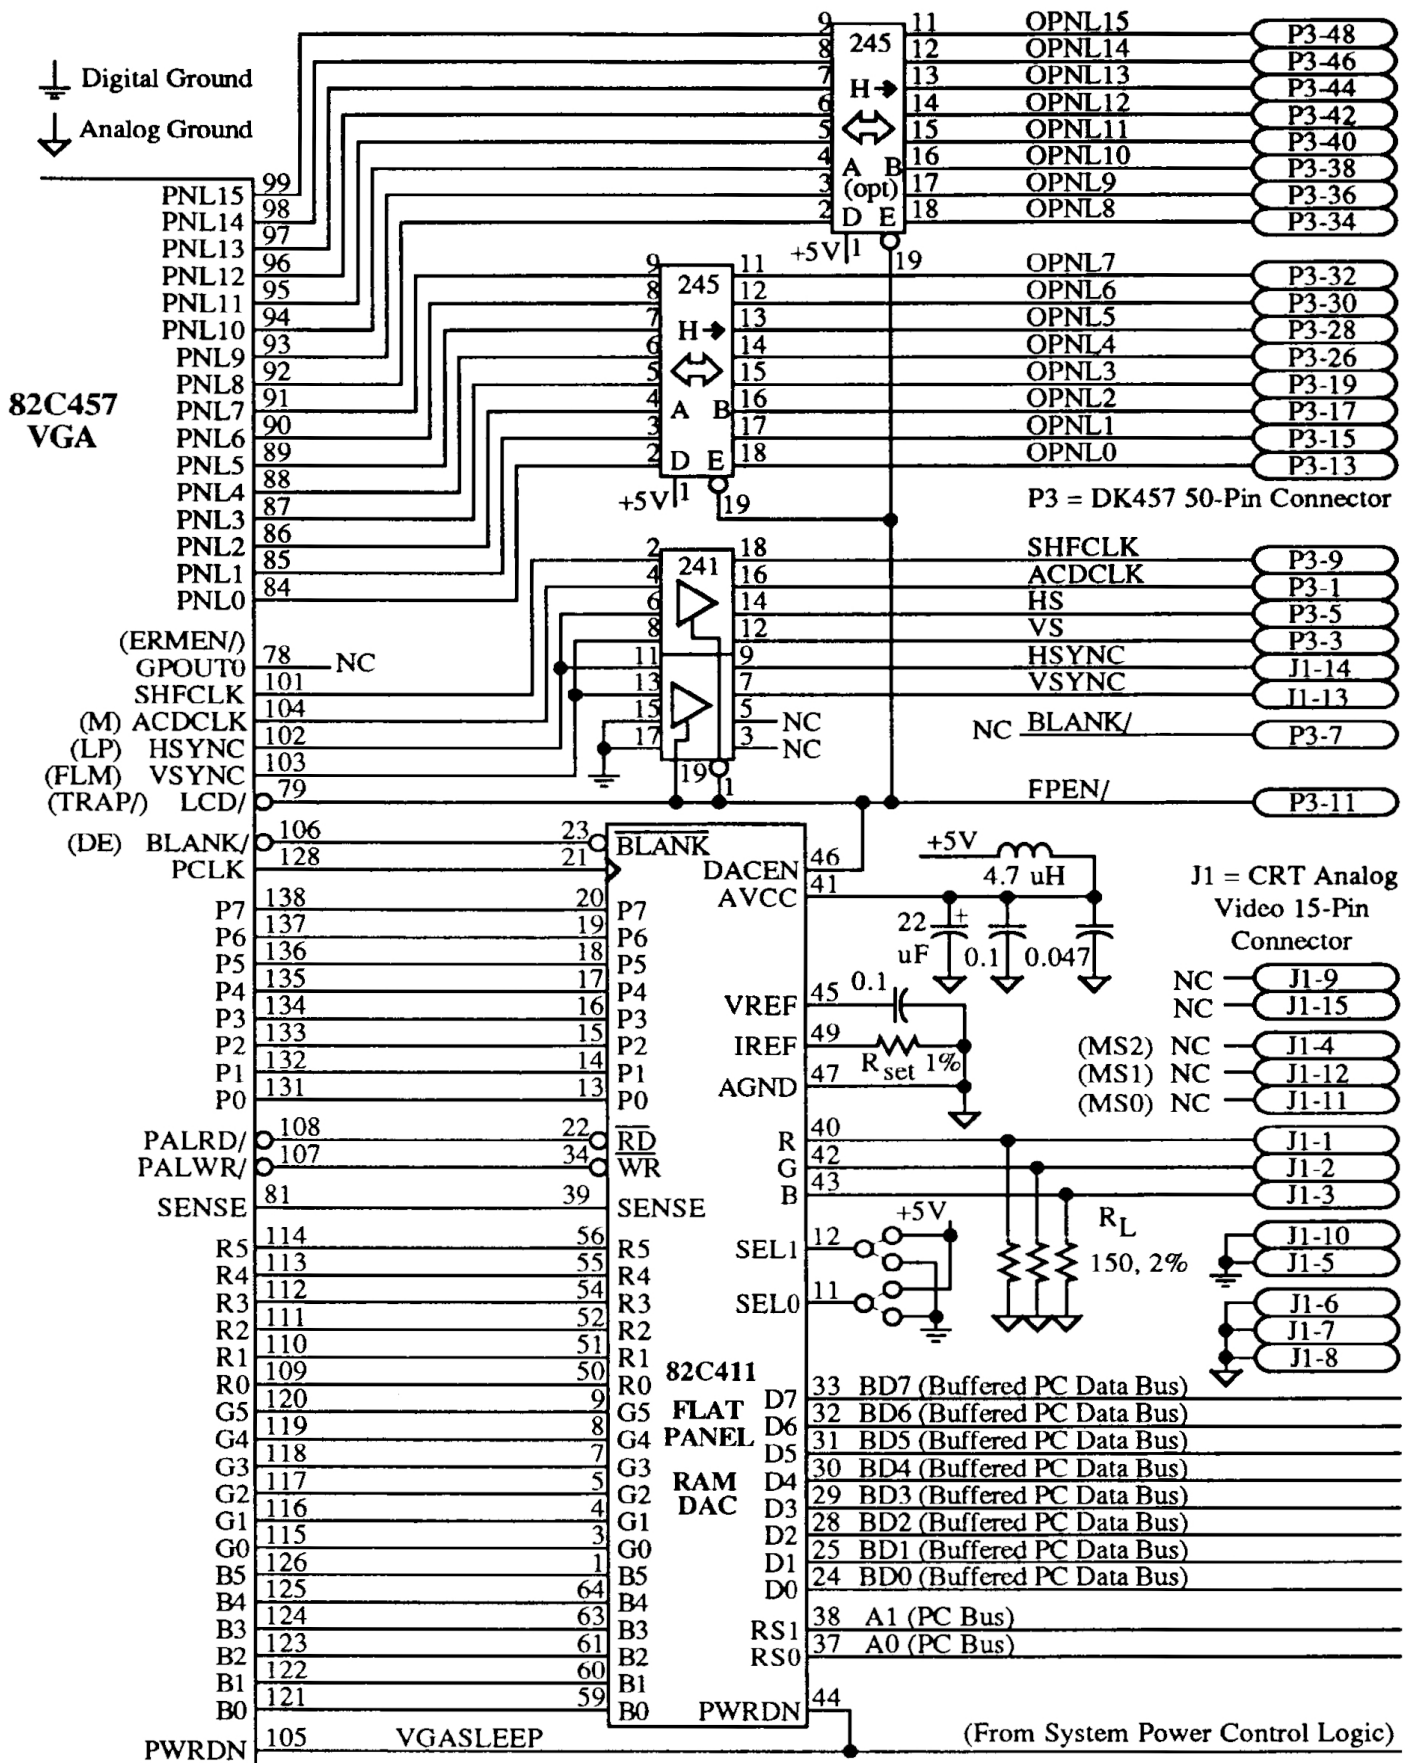 9 245 11 OPNL15 P3-48
8 12 OPNL14 P3-46
7 H 13 OPNL13 P3-44
6 14 OPNL12 P3-42
5 15 OPNL11 P3-40
4 A B 16 OPNL10 P3-38
3 (opt) 17 OPNL9 P3-36
2 D E 18 OPNL8 P3-34
+5V 1 19
Digital Ground
Analog Ground
82C457
VGA
PNL15 99
PNL14 98
PNL13 97
PNL12 96
PNL11 95
PNL10 94
PNL9 93
PNL8 92
PNL7 91
PNL6 90
PNL5 89
PNL4 88
PNL3 87
PNL2 86
PNL1 85
PNL0 84
9 245 11 OPNL7 P3-32
8 12 OPNL6 P3-30
7 H 13 OPNL5 P3-28
6 14 OPNL4 P3-26
5 15 OPNL3 P3-19
4 A B 16 OPNL2 P3-17
3 17 OPNL1 P3-15
2 D E 18 OPNL0 P3-13
+5V 1 19
P3 = DK457 50-Pin Connector
2 241 18 SHFCLK P3-9
4 16 ACDCLK P3-1
6 14 HS P3-5
8 12 VS P3-3
11 9 HSYNC J1-14
13 7 VSYNC J1-13
15 5 NC
17 3 NC
19 1
NC BLANK/ P3-7
(ERMEN/)
GPOUT0 78 NC
SHFCLK 101
(M) ACDCLK 104
(LP) HSYNC 102
(FLM) VSYNC 103
(TRAP/) LCD/ 79 FPEN/ P3-11
(DE) BLANK/ 106 23 BLANK
PCLK 128 21
P7 138 20 P7
P6 137 19 P6
P5 136 18 P5
P4 135 17 P4
P3 134 16 P3
P2 133 15 P2
P1 132 14 P1
P0 131 13 P0
PALRD/ 108 22 RD
PALWR/ 107 34 WR
SENSE 81 39 SENSE
R5 114 56 R5
R4 113 55 R4
R3 112 54 R3
R2 111 52 R2
R1 110 51 R1
R0 109 50 R0
G5 120 9 G5
G4 119 8 G4
G3 118 7 G3
G2 117 5 G2
G1 116 4 G1
G0 115 3 G0
B5 126 1 B5
B4 125 64 B4
B3 124 63 B3
B2 123 61 B2
B1 122 60 B1
B0 121 59 B0
PWRDN 105 VGASLEEP
82C411
FLAT
PANEL
RAM
DAC
DACEN 46
AVCC 41
+5V
4.7 uH
22
uF
+
0.1 0.047
VREF 45 0.1
IREF 49 Rset 1%
AGND 47
R 40 J1-1
G 42 J1-2
B 43 J1-3
+5V
SEL1 12
SEL0 11
RL
150, 2%
J1 = CRT Analog
Video 15-Pin
Connector
NC J1-9
NC J1-15
(MS2) NC J1-4
(MS1) NC J1-12
(MS0) NC J1-11
J1-10
J1-5
J1-6
J1-7
J1-8
D7 33 BD7 (Buffered PC Data Bus)
D6 32 BD6 (Buffered PC Data Bus)
D5 31 BD5 (Buffered PC Data Bus)
D4 30 BD4 (Buffered PC Data Bus)
D3 29 BD3 (Buffered PC Data Bus)
D2 28 BD2 (Buffered PC Data Bus)
D1 25 BD1 (Buffered PC Data Bus)
D0 24 BD0 (Buffered PC Data Bus)
RS1 38 A1 (PC Bus)
RS0 37 A0 (PC Bus)
PWRDN 44
(From System Power Control Logic)